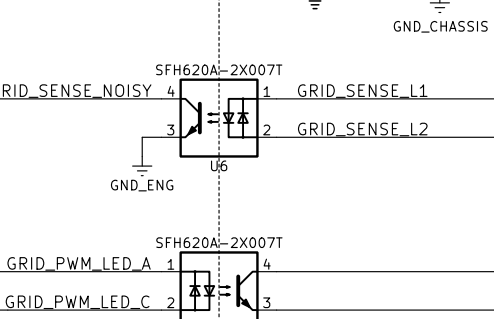 GND_CHASSIS
SFH620A-2X007T
RID_SENSE_NOISY 4 1 GRID_SENSE_L1
3 2 GRID_SENSE_L2
U6
GND_ENG
SFH620A-2X007T
GRID_PWM_LED_A 1 4
GRID_PWM_LED_C 2 3